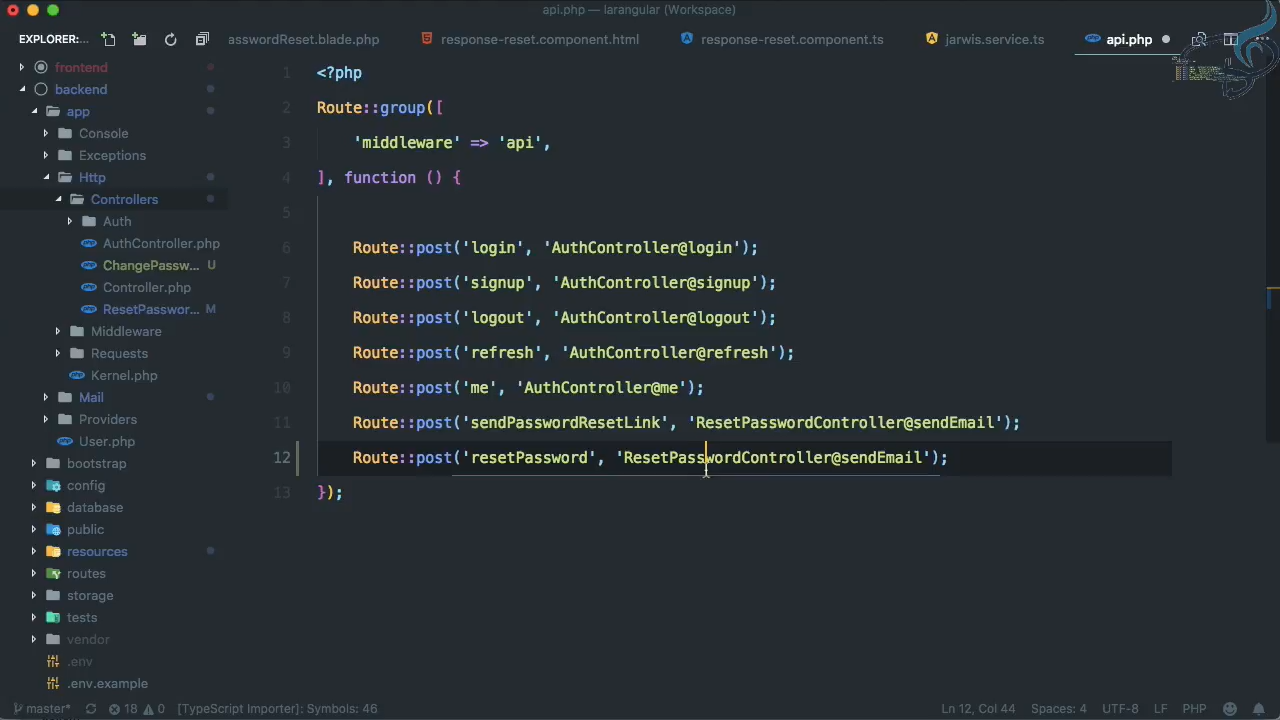 api.php — larangular (Workspace)
EXPLORER:...
asswordReset.blade.php
response-reset.component.html
response-reset.component.ts
jarwis.service.ts
api.php
frontend
backend
app
Console
Exceptions
Http
Controllers
Auth
AuthController.php
ChangePassw... U
Controller.php
ResetPasswor... M
Middleware
Requests
Kernel.php
Mail
Providers
User.php
bootstrap
config
database
public
resources
routes
storage
tests
vendor
.env
.env.example
1 <?php
2 Route::group([
3 'middleware' => 'api',
4 ], function () {
5
6 Route::post('login', 'AuthController@login');
7 Route::post('signup', 'AuthController@signup');
8 Route::post('logout', 'AuthController@logout');
9 Route::post('refresh', 'AuthController@refresh');
10 Route::post('me', 'AuthController@me');
11 Route::post('sendPasswordResetLink', 'ResetPasswordController@sendEmail');
12 Route::post('resetPassword', 'ResetPasswordController@sendEmail');
13 });
master* 18 0 [TypeScript Importer]: Symbols: 46 Ln 12, Col 44 Spaces: 4 UTF-8 LF PHP